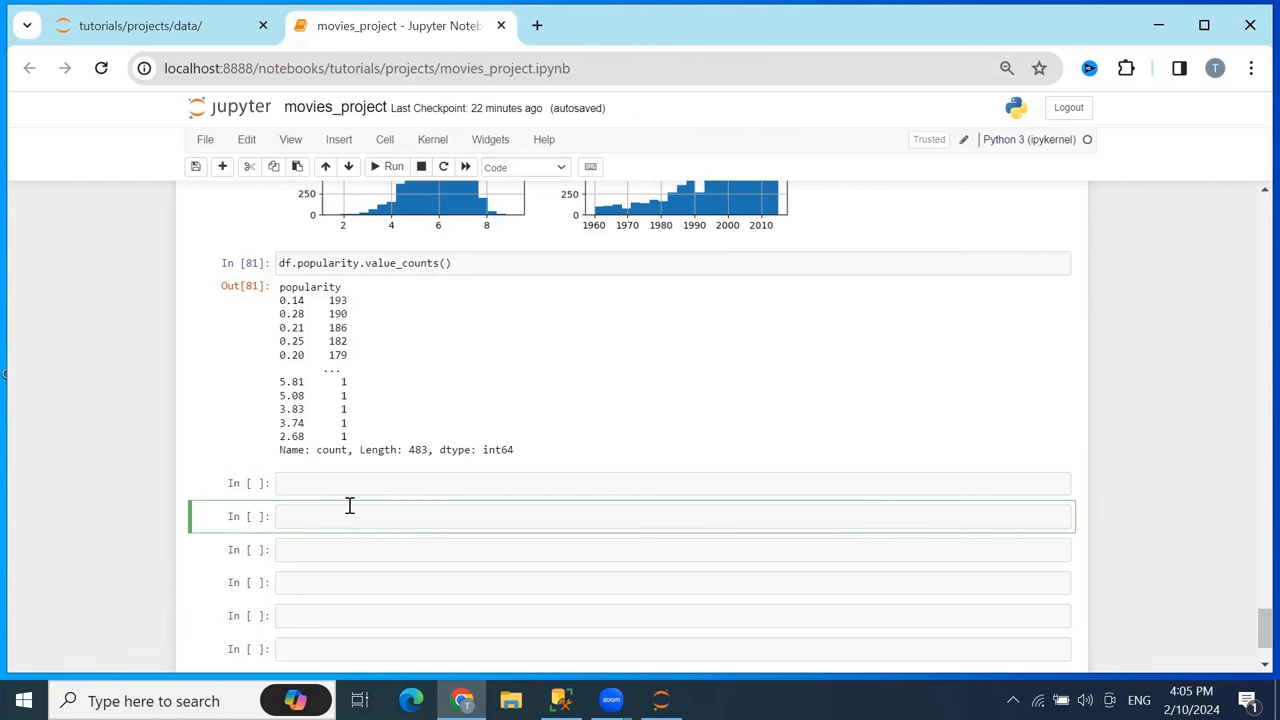 tutorials/projects/data/
movies_project - Jupyter Noteb
localhost:8888/notebooks/tutorials/projects/movies_project.ipynb
jupyter movies_project Last Checkpoint: 22 minutes ago (autosaved)
Logout
File Edit View Insert Cell Kernel Widgets Help
Trusted Python 3 (ipykernel)
Run Code
250
0
2 4 6 8
250
0
1960 1970 1980 1990 2000 2010
In [81]: df.popularity.value_counts()
Out[81]: popularity
0.14 193
0.28 190
0.21 186
0.25 182
0.20 179
...
5.81 1
5.08 1
3.83 1
3.74 1
2.68 1
Name: count, Length: 483, dtype: int64
In [ ]:
In [ ]:
In [ ]:
In [ ]:
In [ ]:
In [ ]:
Type here to search
zoom
ENG
4:05 PM
2/10/2024
T
1